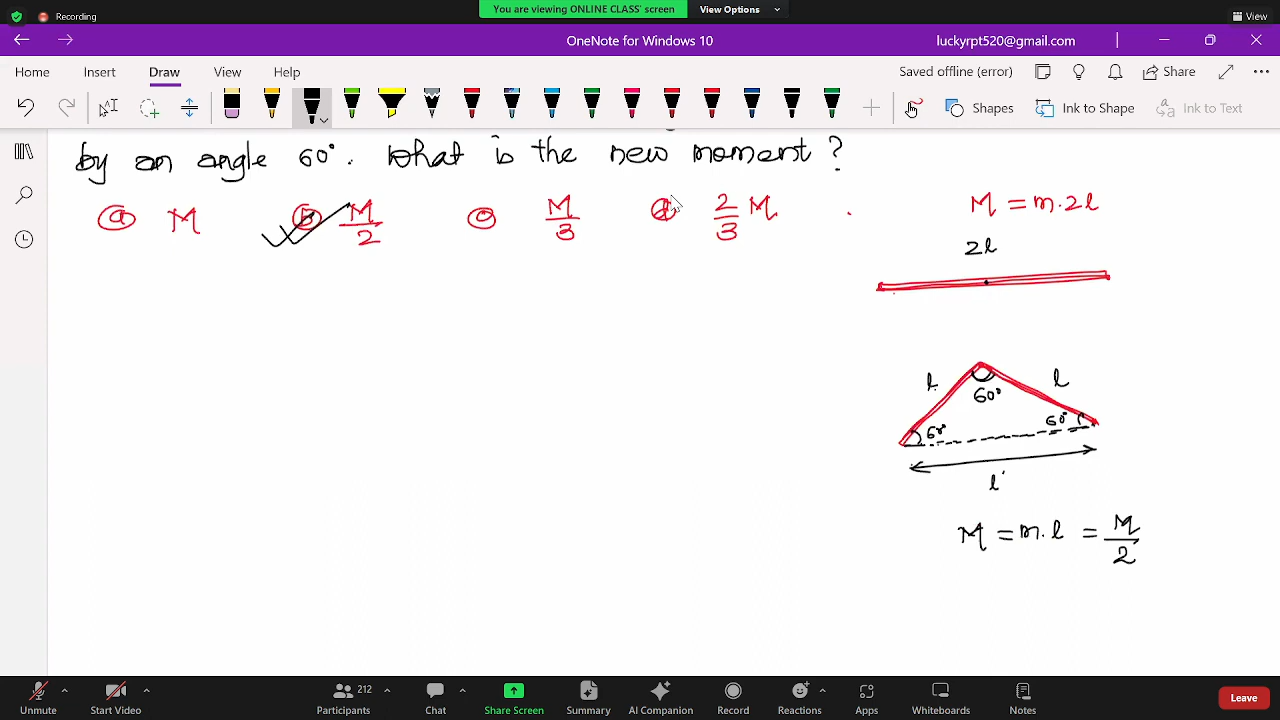 Recording
You are viewing ONLINE CLASS' screen
View Options
View
OneNote for Windows 10
luckyrpt520@gmail.com
Home
Insert
Draw
View
Help
Saved offline (error)
Share
Shapes
Ink to Shape
Ink to Text
by an angle 60°. What is the new moment ?
ⓐ M ⓑ M/2 ⓒ M/3 ⓓ 2/3 M
M = m.2l
2l
l
l
60°
60°
60°
l'
M = m.l = M/2
Unmute
Start Video
212
Participants
Chat
Share Screen
Summary
AI Companion
Record
Reactions
Apps
Whiteboards
Notes
Leave